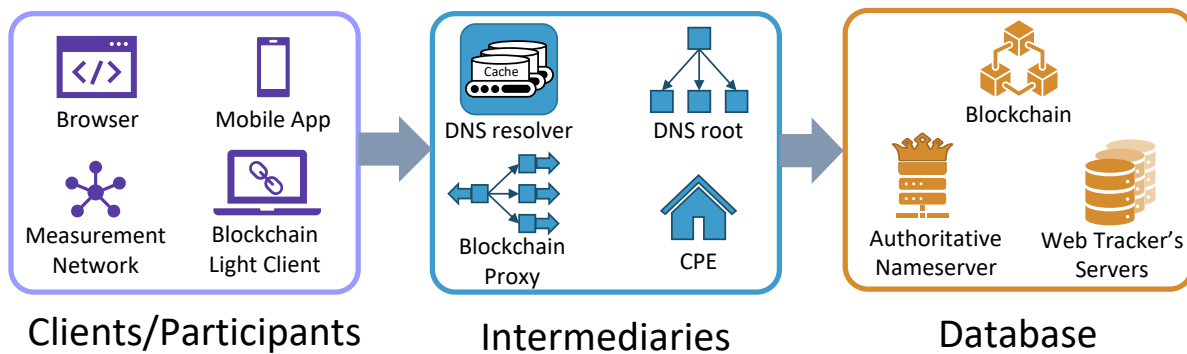 Browser
Mobile App
Measurement
Network
Blockchain
Light Client
Clients/Participants
Cache
DNS resolver
DNS root
Blockchain
Proxy
CPE
Intermediaries
Blockchain
Authoritative
Nameserver
Web Tracker's
Servers
Database